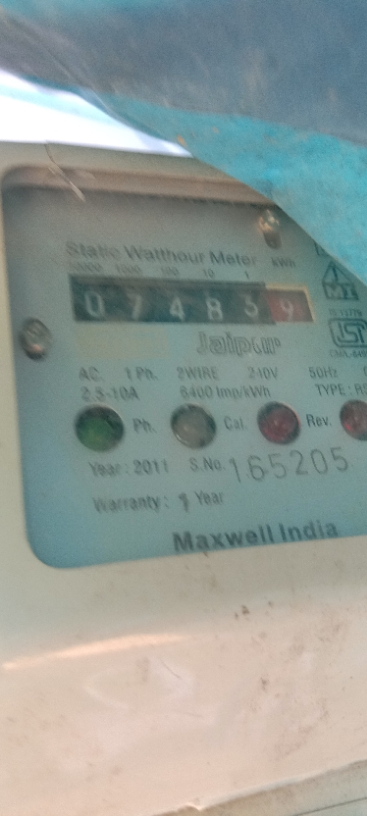 Static Watthour Meter kWh
10000 1000 100 10 1
0 7 4 8 3 9
Jaipur
AC. 1 Ph. 2WIRE 240V 50Hz
2.5-10A 6400 Imp/kWh TYPE:
Ph. Cal. Rev.
Year: 2011 S.No. 165205
Warranty: 1 Year
Maxwell India